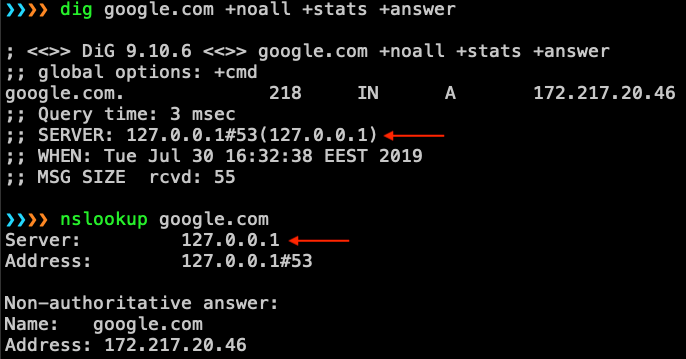 ❯❯❯❯ dig google.com +noall +stats +answer

; <<>> DiG 9.10.6 <<>> google.com +noall +stats +answer
;; global options: +cmd
google.com. 218 IN A 172.217.20.46
;; Query time: 3 msec
;; SERVER: 127.0.0.1#53(127.0.0.1)
;; WHEN: Tue Jul 30 16:32:38 EEST 2019
;; MSG SIZE rcvd: 55

❯❯❯❯ nslookup google.com
Server: 127.0.0.1
Address: 127.0.0.1#53

Non-authoritative answer:
Name: google.com
Address: 172.217.20.46